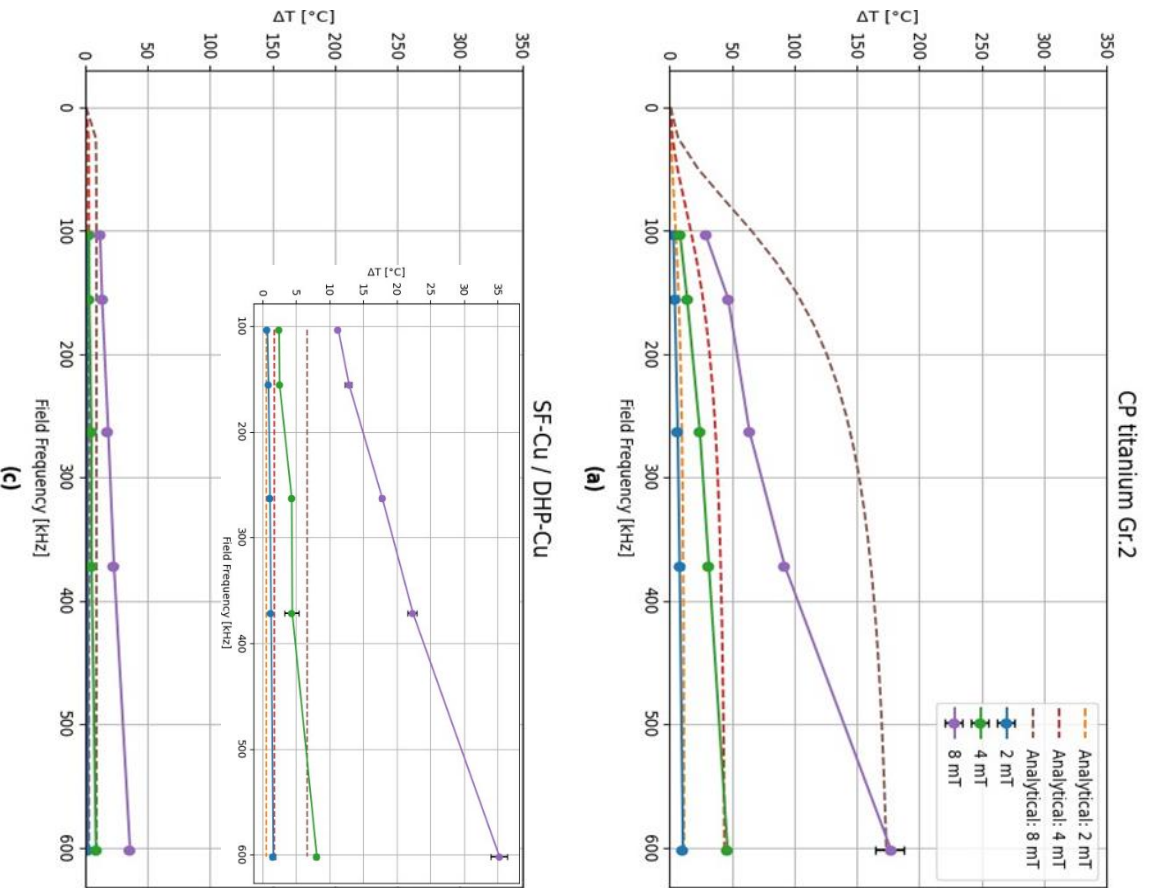 CP titanium Gr.2
ΔT [°C]
350
300
250
200
150
100
50
0
0
100
200
300
400
500
600
Field Frequency [kHz]
Analytical: 2 mT
Analytical: 4 mT
Analytical: 8 mT
2 mT
4 mT
8 mT
(a)
SF-Cu / DHP-Cu
ΔT [°C]
350
300
250
200
150
100
50
0
0
100
200
300
400
500
600
Field Frequency [kHz]
ΔT [°C]
35
30
25
20
15
10
5
0
100
200
300
400
500
600
Field Frequency [kHz]
(c)